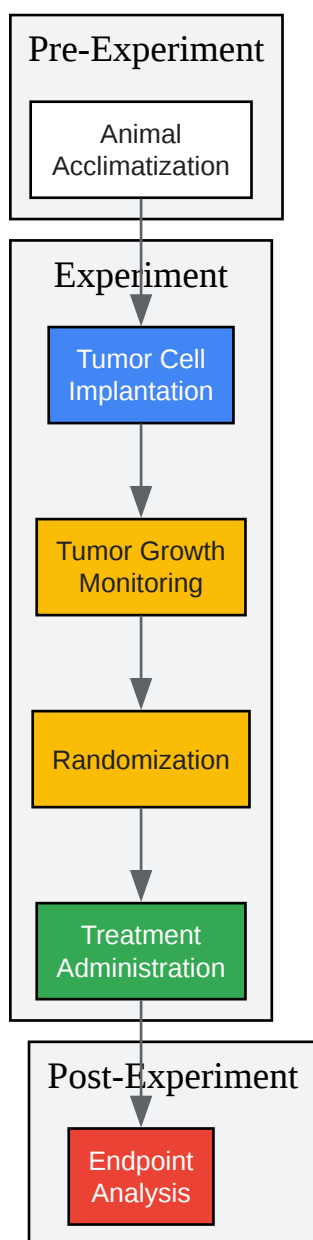 Pre-Experiment
Animal
Acclimatization
Experiment
Tumor Cell
Implantation
Tumor Growth
Monitoring
Randomization
Treatment
Administration
Post-Experiment
Endpoint
Analysis